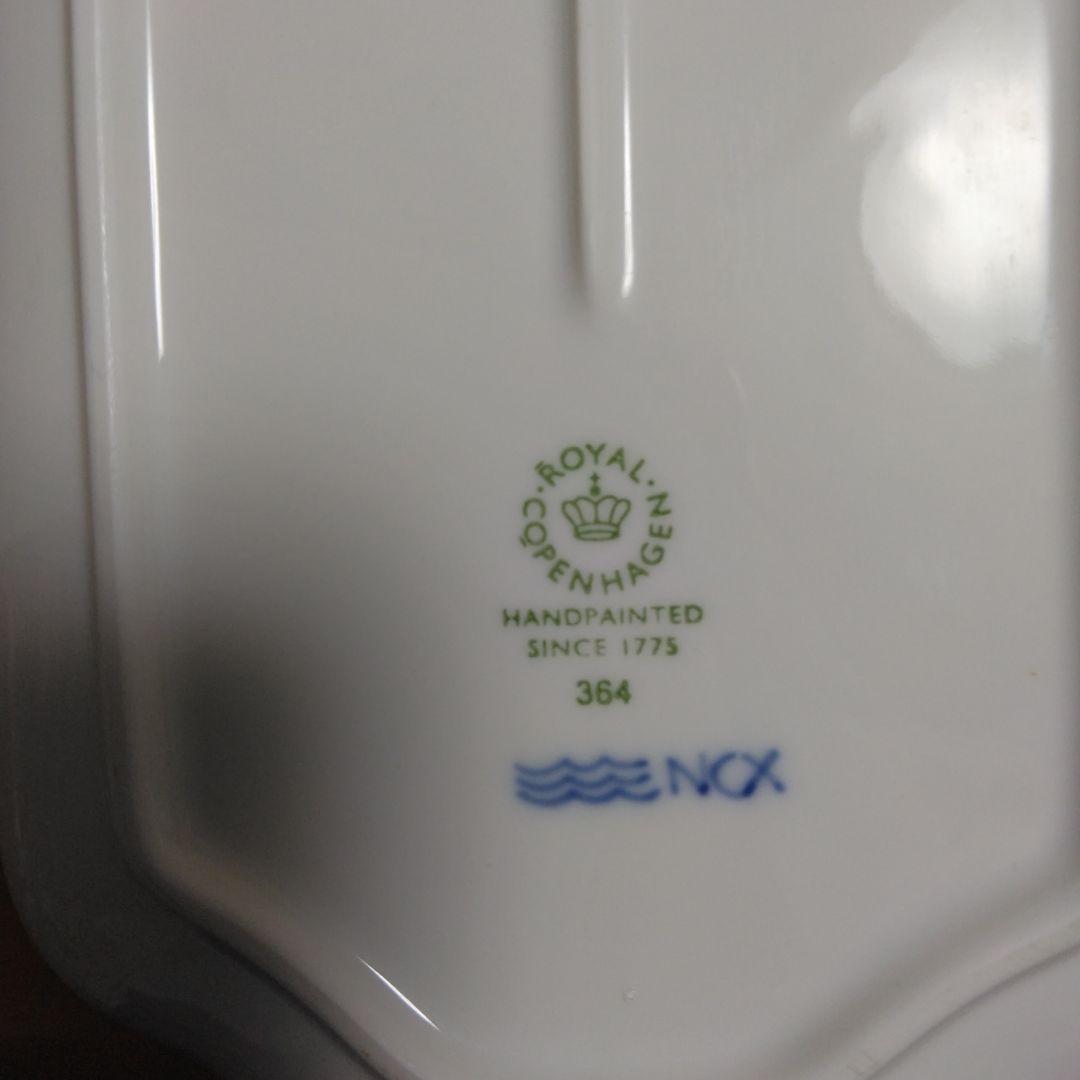 ROYAL · COPENHAGEN ·
HANDPAINTED
SINCE 1775
364
NCX